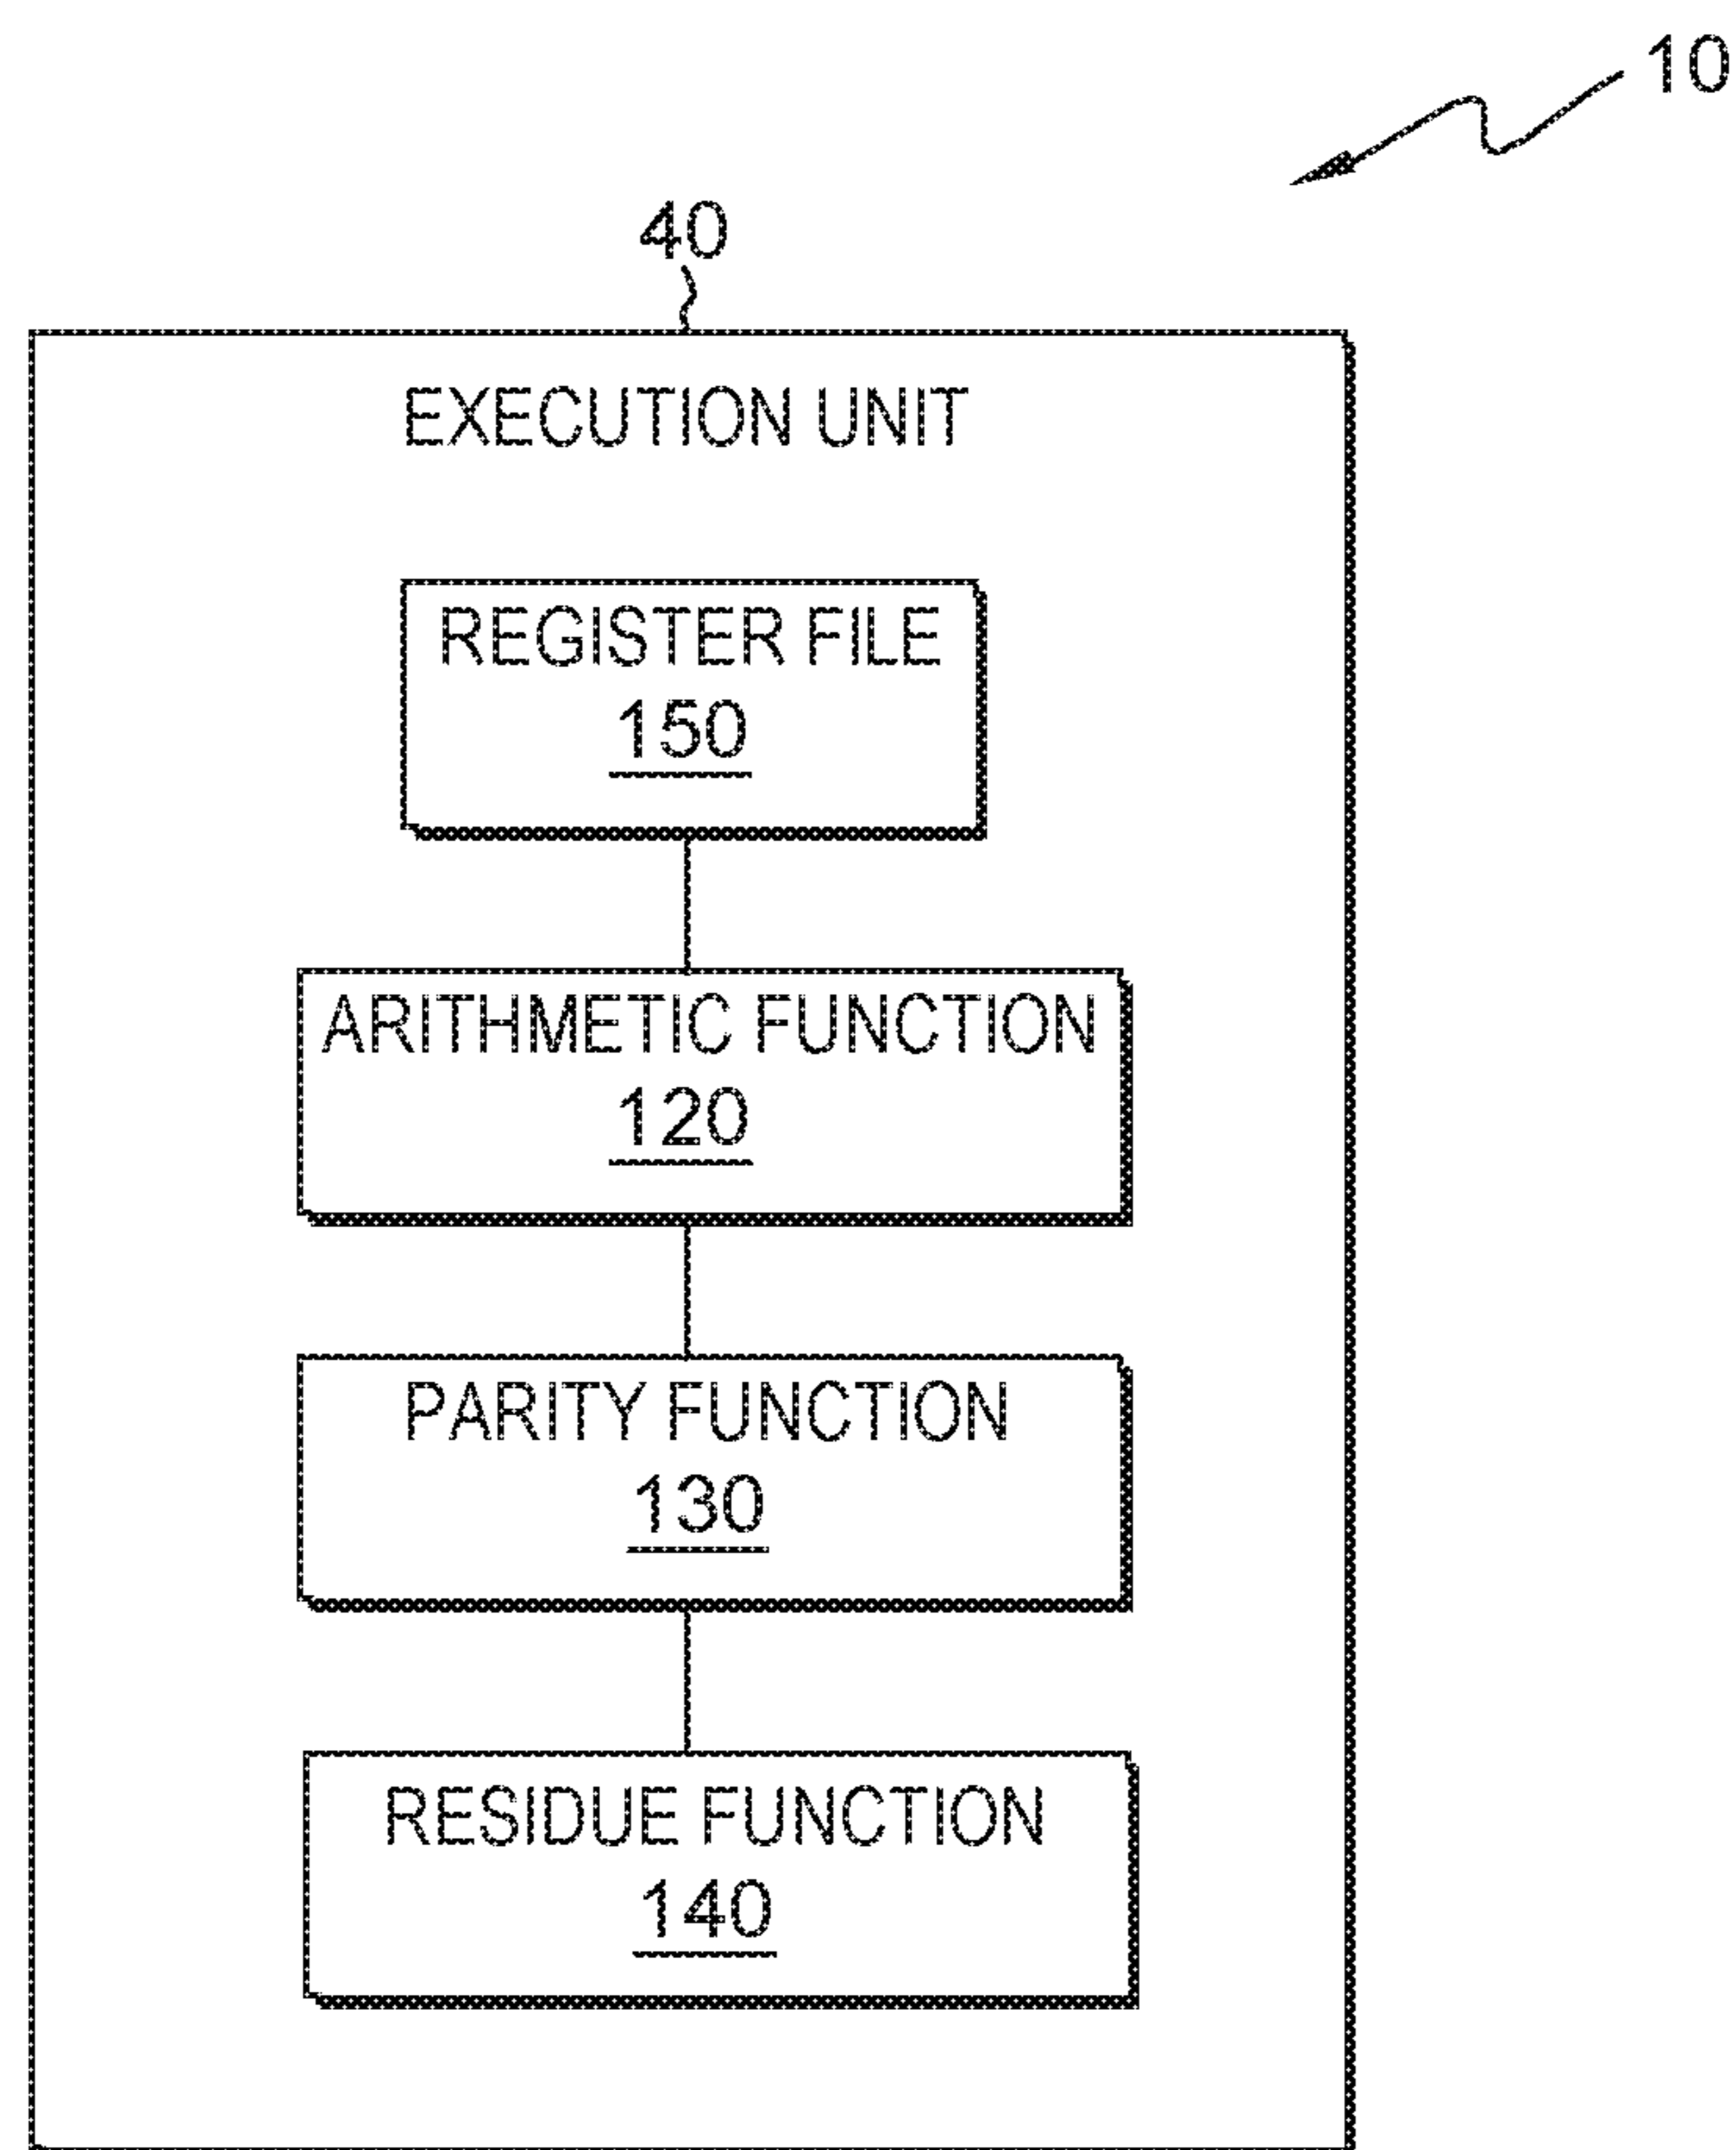 10
40
EXECUTION UNIT
REGISTER FILE
150
ARITHMETIC FUNCTION
120
PARITY FUNCTION
130
RESIDUE FUNCTION
140